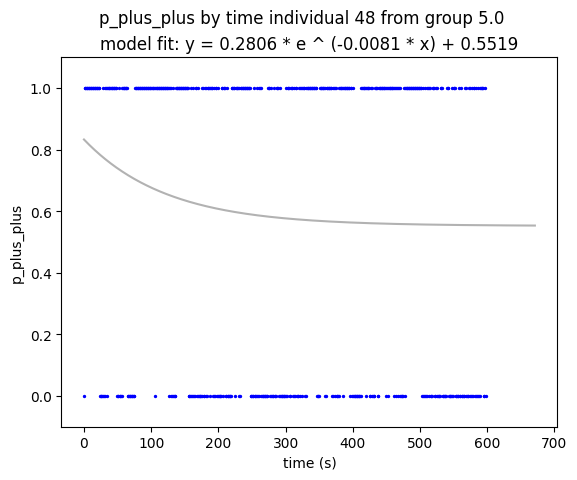 p_plus_plus by time individual 48 from group 5.0
model fit: y = 0.2806 * e ^ (-0.0081 * x) + 0.5519
1.0
0.8
0.6
0.4
0.2
0.0
p_plus_plus
0 100 200 300 400 500 600 700
time (s)